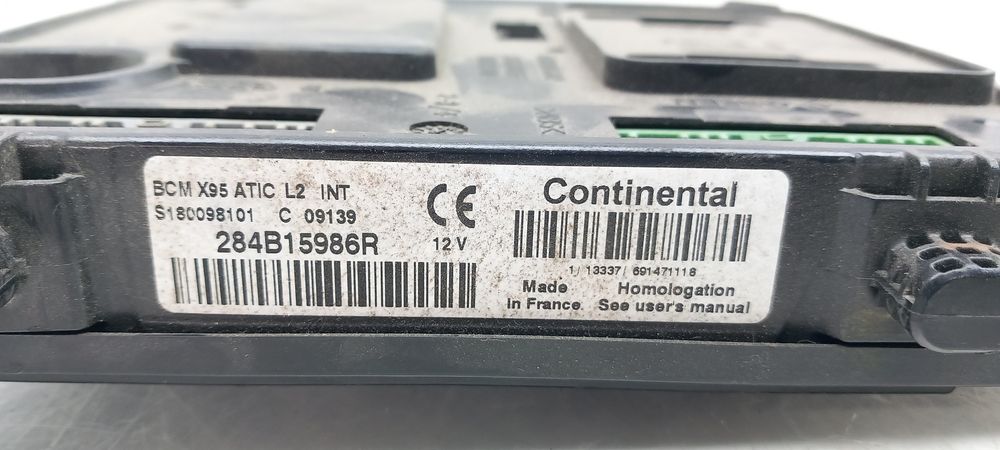 BCM X95 ATIC L2 INT
S180098101 C 09139
284B15986R
CE
12 V
Continental
1/ 13337/ 691471118
Made in France
Homologation See user's manual